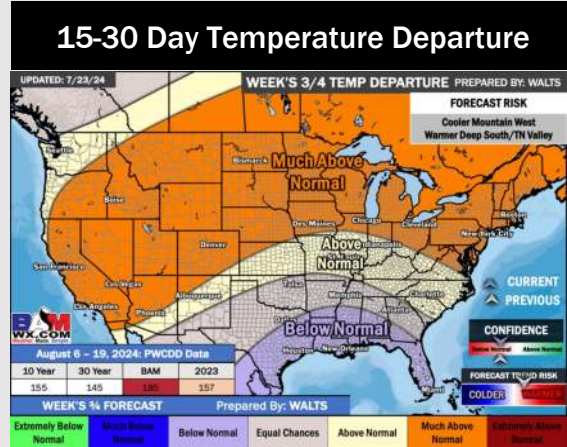 15-30 Day Temperature Departure
UPDATED: 7/23/24
WEEK'S 3/4 TEMP DEPARTURE PREPARED BY: WALTS
FORECAST RISK
Cooler Mountain West
Warmer Deep South/TN Valley
Seattle
Bismarck
Much Above
Normal
Boise
Des Moines
Chicago
Cleveland
Boston
New York City
Denver
Above
Normal
Indianapolis
San Francisco
Las Vegas
Los Angeles
Phoenix
Albuquerque
Tulsa
Memphis
Charlotte
Atlanta
Below Normal
Houston
New Orleans
Miami
CURRENT
PREVIOUS
CONFIDENCE
Below Normal Above Normal
FORECAST TREND RISK
COLDER WARMER
BAM
WX.COM
August 6 – 19, 2024: PWCDD Data
10 Year 30 Year BAM 2023
155 145 185 157
WEEK'S ¾ FORECAST Prepared By: WALTS
Extremely Below Normal
Much Below Normal
Below Normal
Equal Chances
Above Normal
Much Above Normal
Extremely Above Normal